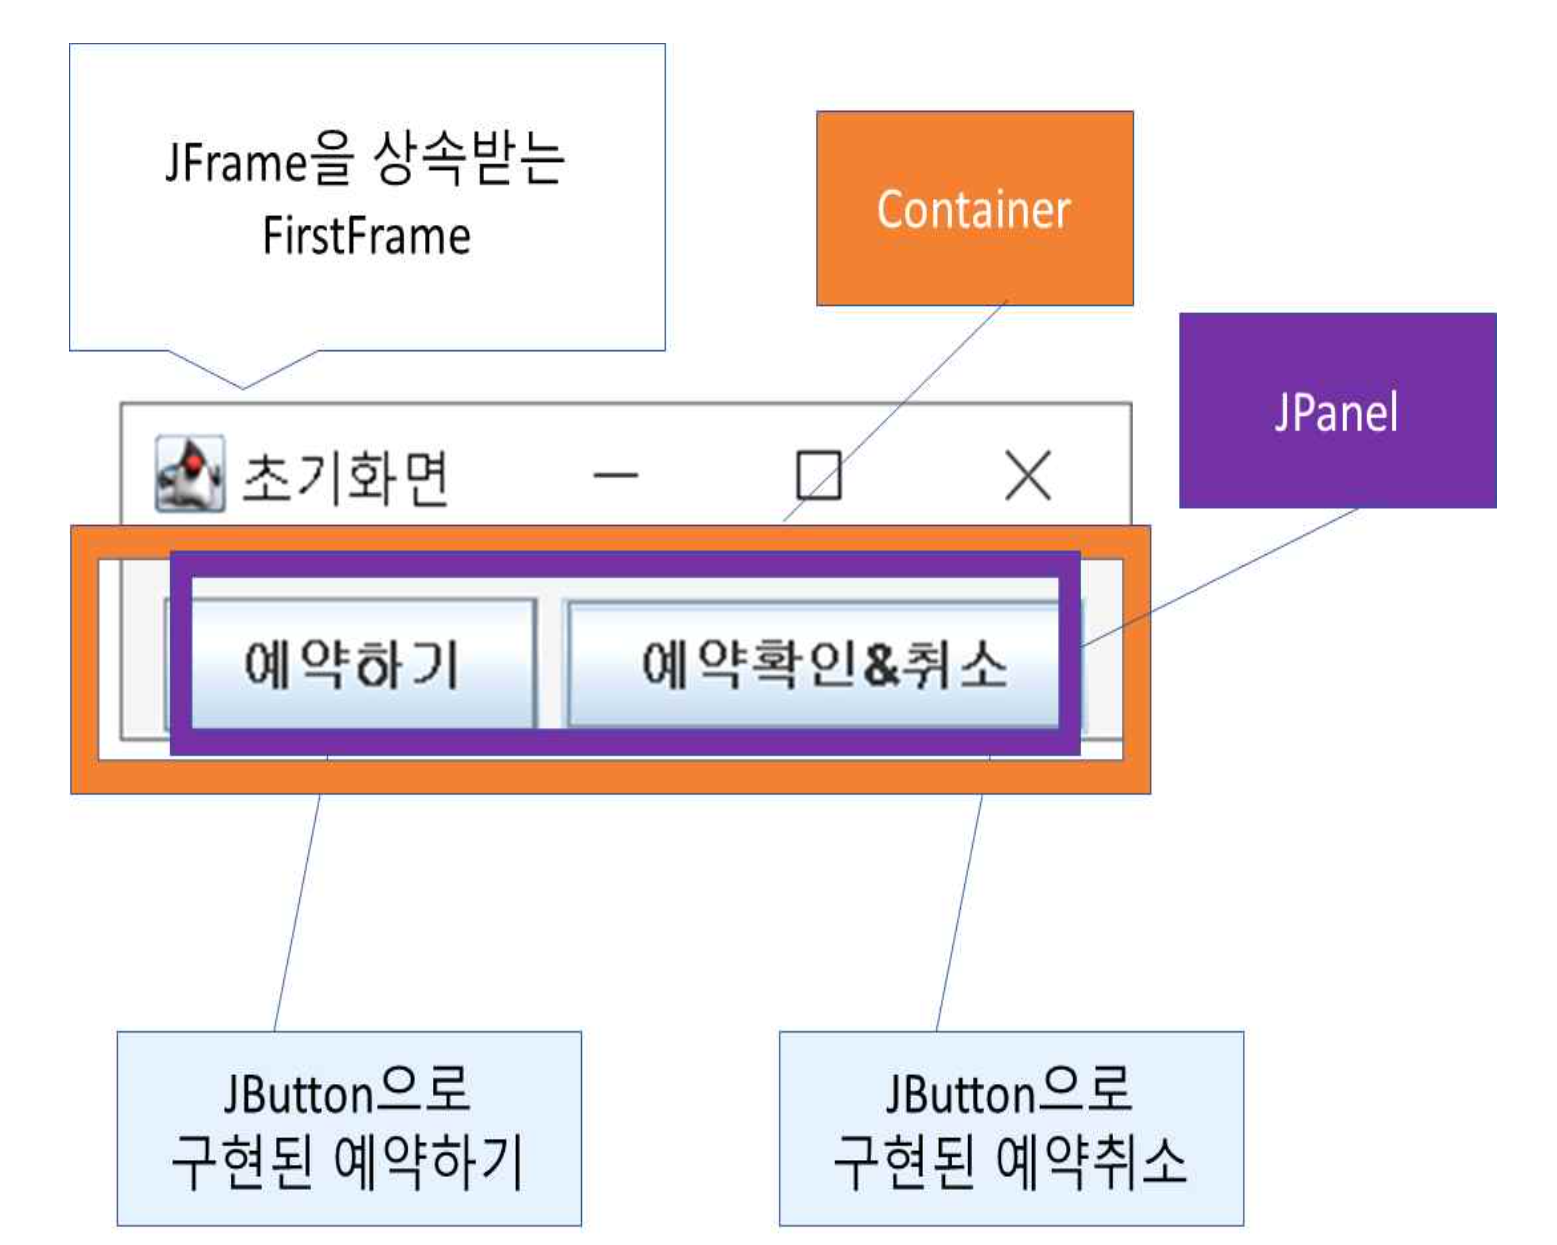 JFrame을 상속받는
FirstFrame
Container
JPanel
초기화면
예약하기
예약확인&취소
JButton으로
구현된 예약하기
JButton으로
구현된 예약취소